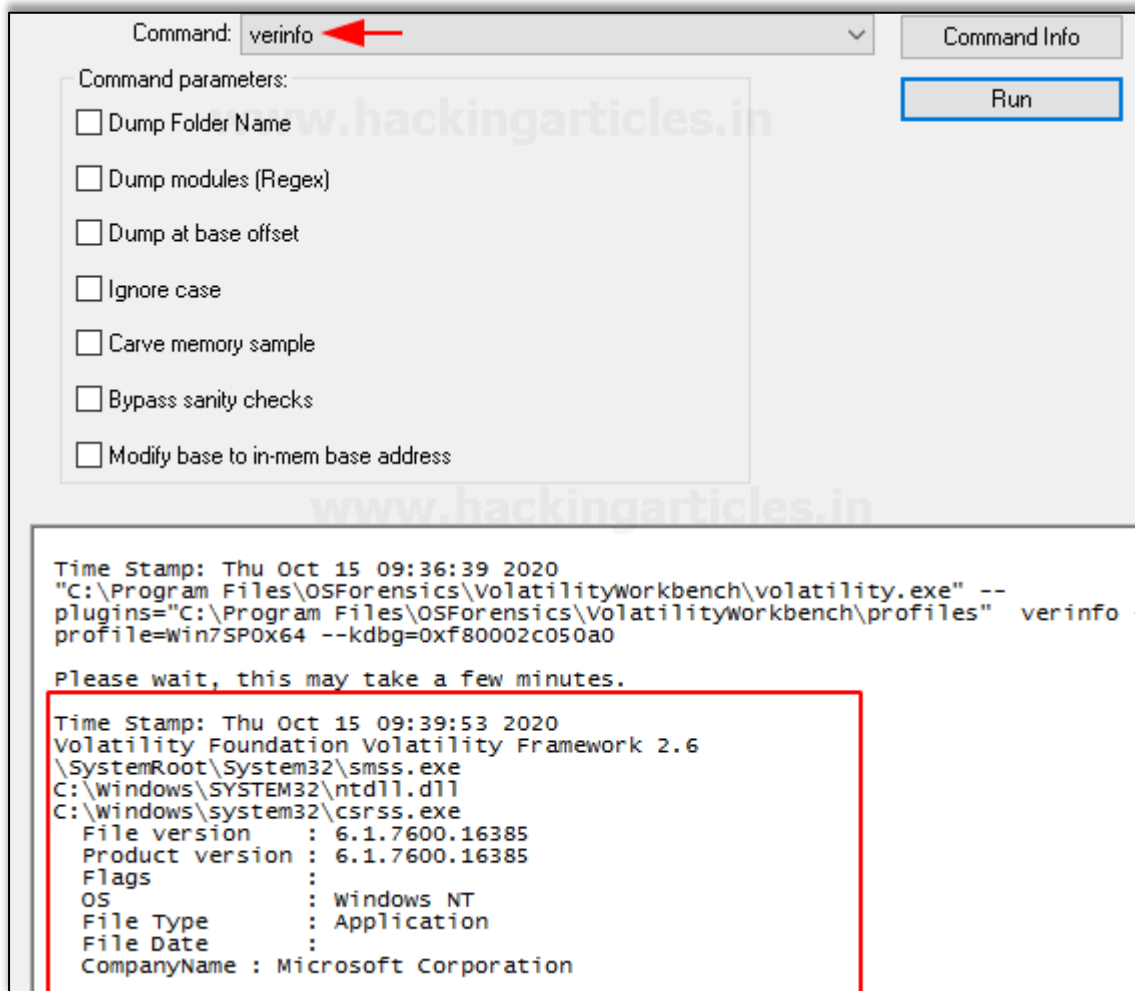 Command: verinfo
Command Info
Command parameters:
Run
www.hackingarticles.in
Dump Folder Name
Dump modules (Regex)
Dump at base offset
Ignore case
Carve memory sample
Bypass sanity checks
Modify base to in-mem base address
www.hackingarticles.in
Time Stamp: Thu Oct 15 09:36:39 2020
"C:\Program Files\OSForensics\VolatilityWorkbench\volatility.exe" --
plugins="C:\Program Files\OSForensics\VolatilityWorkbench\profiles"  verinfo
profile=Win7SP0x64 --kdbg=0xf80002c050a0
Please wait, this may take a few minutes.
Time Stamp: Thu Oct 15 09:39:53 2020
Volatility Foundation Volatility Framework 2.6
\SystemRoot\System32\smss.exe
C:\Windows\SYSTEM32\ntdll.dll
C:\Windows\system32\csrss.exe
File version    : 6.1.7600.16385
Product version : 6.1.7600.16385
Flags           :
OS              : Windows NT
File Type       : Application
File Date       :
CompanyName : Microsoft Corporation